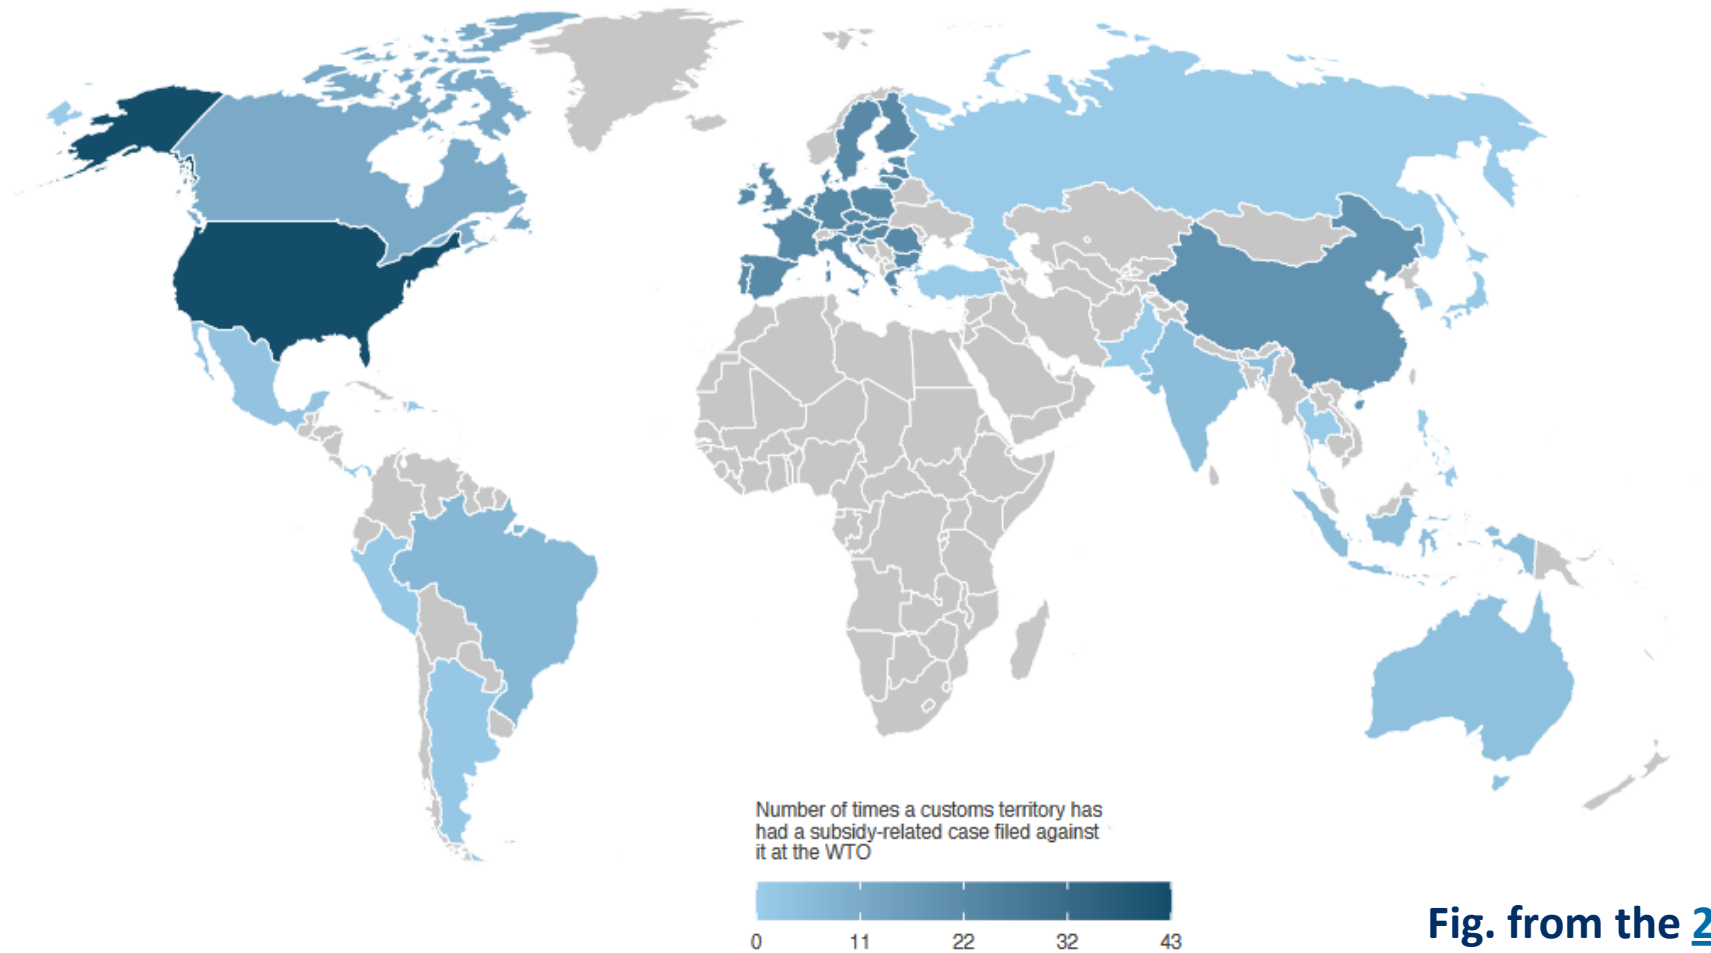 Number of times a customs territory has
had a subsidy-related case filed against
it at the WTO
0 11 22 32 43
Fig. from the 2